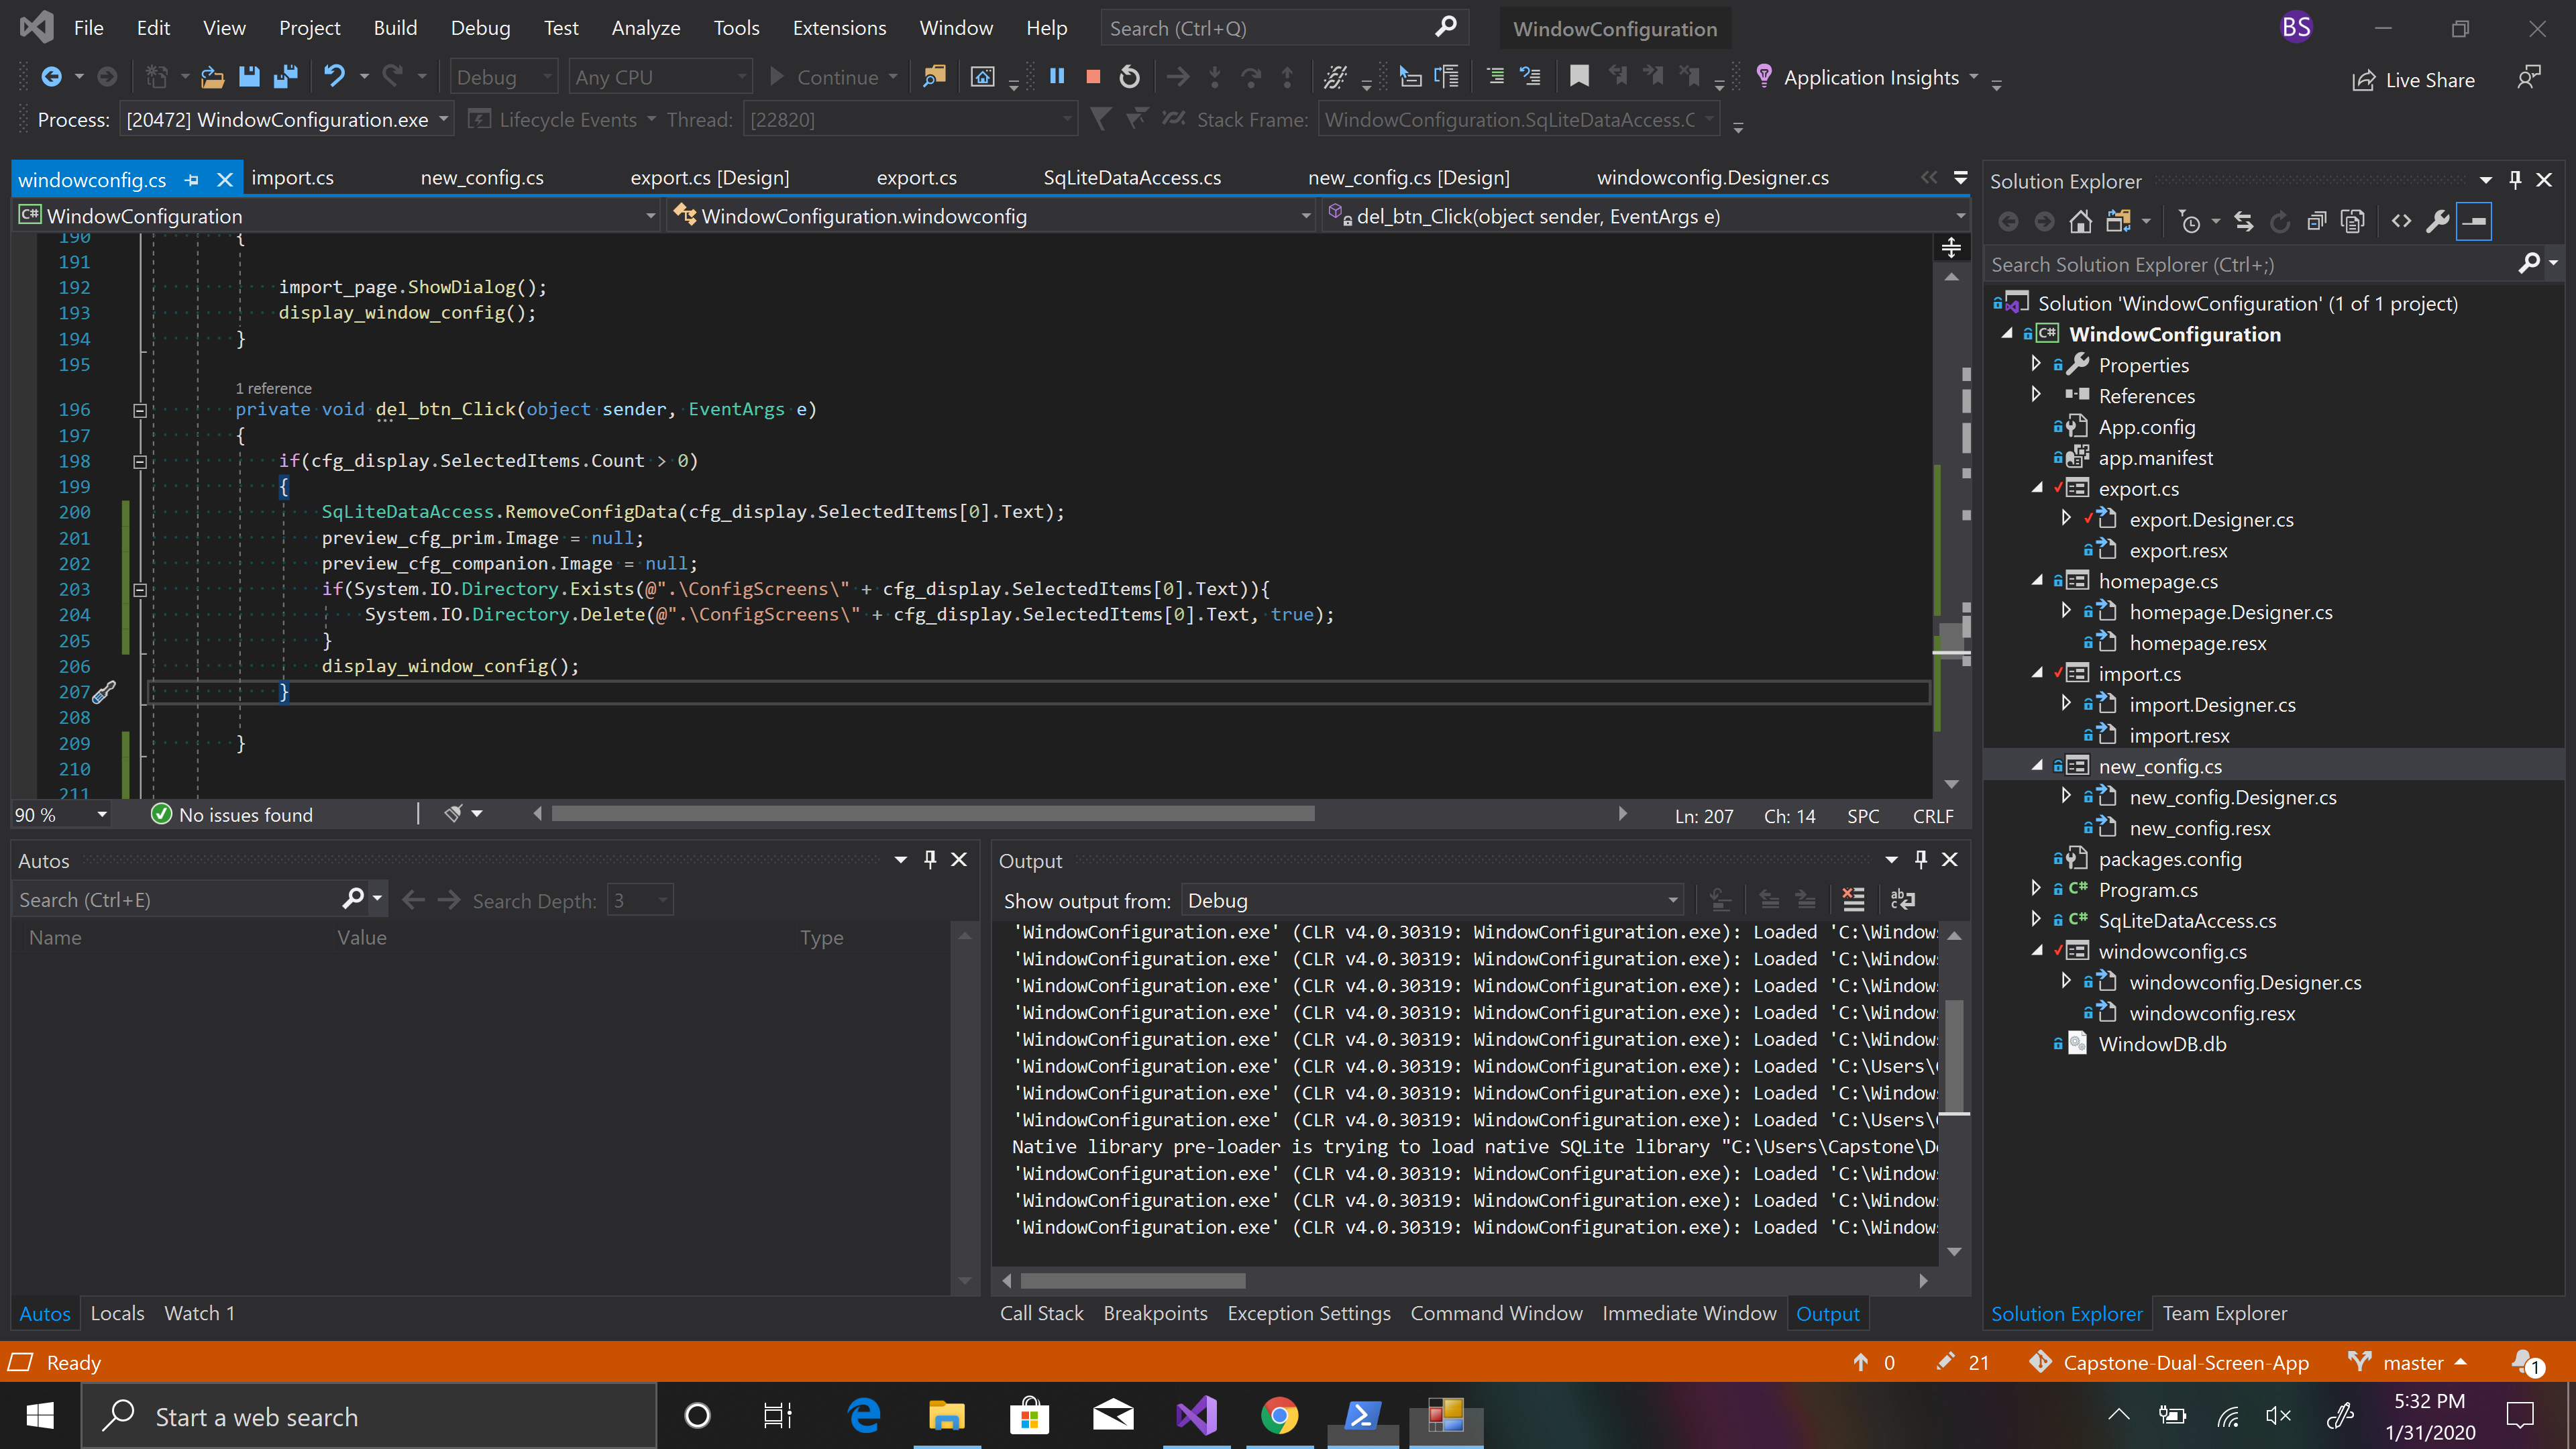 File Edit View Project Build Debug Test Analyze Tools Extensions Window Help Search (Ctrl+Q) WindowConfiguration BS
Debug Any CPU Continue Application Insights Live Share
Process: [20472] WindowConfiguration.exe Lifecycle Events Thread: [22820] Stack Frame: WindowConfiguration.SqLiteDataAccess.C
windowconfig.cs import.cs new_config.cs export.cs [Design] export.cs SqLiteDataAccess.cs new_config.cs [Design] windowconfig.Designer.cs
C# WindowConfiguration WindowConfiguration.windowconfig del_btn_Click(object sender, EventArgs e)
190 {
191
192 import_page.ShowDialog();
193 display_window_config();
194 }
195
1 reference
196 private void del_btn_Click(object sender, EventArgs e)
197 {
198 if(cfg_display.SelectedItems.Count > 0)
199 {
200 SqLiteDataAccess.RemoveConfigData(cfg_display.SelectedItems[0].Text);
201 preview_cfg_prim.Image = null;
202 preview_cfg_companion.Image = null;
203 if(System.IO.Directory.Exists(@".\ConfigScreens\" + cfg_display.SelectedItems[0].Text)){
204 System.IO.Directory.Delete(@".\ConfigScreens\" + cfg_display.SelectedItems[0].Text, true);
205 }
206 display_window_config();
207 }
208
209 }
210
211
90 % No issues found Ln: 207 Ch: 14 SPC CRLF
Autos
Search (Ctrl+E) Search Depth: 3
Name Value Type
Autos Locals Watch 1
Output
Show output from: Debug
'WindowConfiguration.exe' (CLR v4.0.30319: WindowConfiguration.exe): Loaded 'C:\Windows
'WindowConfiguration.exe' (CLR v4.0.30319: WindowConfiguration.exe): Loaded 'C:\Windows
'WindowConfiguration.exe' (CLR v4.0.30319: WindowConfiguration.exe): Loaded 'C:\Windows
'WindowConfiguration.exe' (CLR v4.0.30319: WindowConfiguration.exe): Loaded 'C:\Windows
'WindowConfiguration.exe' (CLR v4.0.30319: WindowConfiguration.exe): Loaded 'C:\Windows
'WindowConfiguration.exe' (CLR v4.0.30319: WindowConfiguration.exe): Loaded 'C:\Users\
'WindowConfiguration.exe' (CLR v4.0.30319: WindowConfiguration.exe): Loaded 'C:\Windows
'WindowConfiguration.exe' (CLR v4.0.30319: WindowConfiguration.exe): Loaded 'C:\Users\
Native library pre-loader is trying to load native SQLite library "C:\Users\Capstone\D
'WindowConfiguration.exe' (CLR v4.0.30319: WindowConfiguration.exe): Loaded 'C:\Windows
'WindowConfiguration.exe' (CLR v4.0.30319: WindowConfiguration.exe): Loaded 'C:\Windows
'WindowConfiguration.exe' (CLR v4.0.30319: WindowConfiguration.exe): Loaded 'C:\Windows
Call Stack Breakpoints Exception Settings Command Window Immediate Window Output
Solution Explorer
Search Solution Explorer (Ctrl+;)
Solution 'WindowConfiguration' (1 of 1 project)
C# WindowConfiguration
Properties
References
App.config
app.manifest
export.cs
export.Designer.cs
export.resx
homepage.cs
homepage.Designer.cs
homepage.resx
import.cs
import.Designer.cs
import.resx
new_config.cs
new_config.Designer.cs
new_config.resx
packages.config
C# Program.cs
C# SqLiteDataAccess.cs
windowconfig.cs
windowconfig.Designer.cs
windowconfig.resx
WindowDB.db
Solution Explorer Team Explorer
Ready 0 21 Capstone-Dual-Screen-App master 1
Start a web search
5:32 PM
1/31/2020